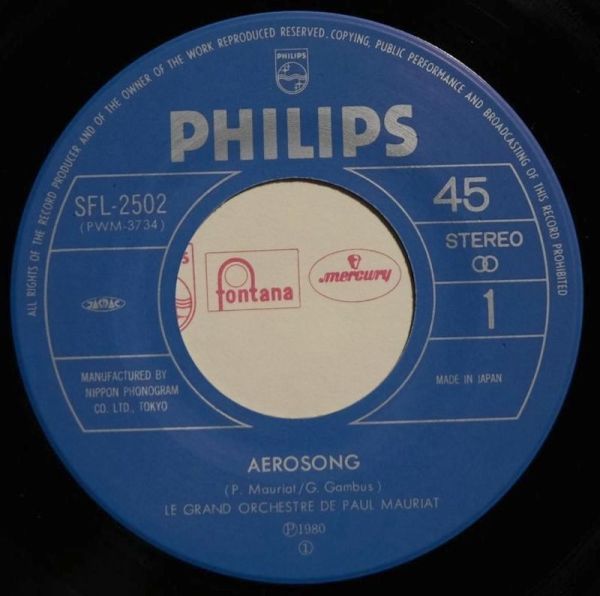 ALL RIGHTS OF THE RECORD PRODUCER AND OF THE OWNER OF THE WORK REPRODUCED RESERVED. COPYING, PUBLIC PERFORMANCE AND BROADCASTING OF THIS RECORD PROHIBITED
PHILIPS
PHILIPS
SFL-2502
(PWM-3734)
45
STEREO
1
fontana
mercury
MANUFACTURED BY
NIPPON PHONOGRAM
CO. LTD., TOKYO
MADE IN JAPAN
AEROSONG
(P. Mauriat/G. Gambus)
LE GRAND ORCHESTRE DE PAUL MAURIAT
Ⓟ1980
①